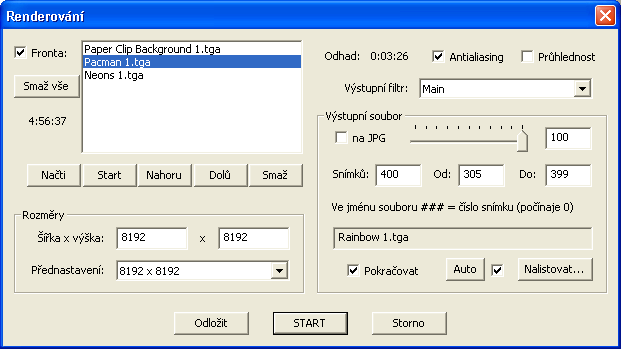 Renderování
Fronta:
Paper Clip Background 1.tga
Pacman 1.tga
Neons 1.tga
Smaž vše
4:56:37
Načti
Start
Nahoru
Dolů
Smaž
Rozměry
Šířka x výška:
8192
x
8192
Přednastavení:
8192 x 8192
Odhad: 0:03:26
Antialiasing
Průhlednost
Výstupní filtr:
Main
Výstupní soubor
na JPG
100
Snímků:
400
Od:
305
Do:
399
Ve jménu souboru ### = číslo snímku (počínaje 0)
Rainbow 1.tga
Pokračovat
Auto
Nalistovat...
Odložit
START
Storno